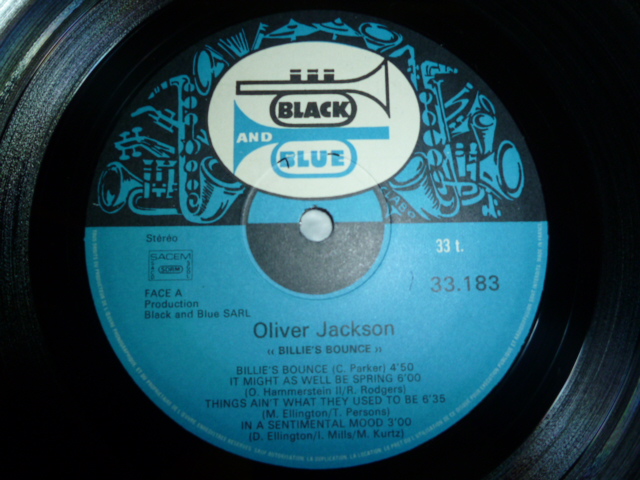 BLACK
AND
BLUE
Stéréo
33 t.
SACEM
SDRM
33.183
FACE A
Production
Black and Blue SARL
Oliver Jackson
« BILLIE'S BOUNCE »
BILLIE'S BOUNCE (C. Parker) 4'50
IT MIGHT AS WELL BE SPRING 6'00
(O. Hammerstein II/R. Rodgers)
THINGS AIN'T WHAT THEY USED TO BE 6'35
(M. Ellington/T. Persons)
IN A SENTIMENTAL MOOD 3'00
(D. Ellington/I. Mills/M. Kurtz)